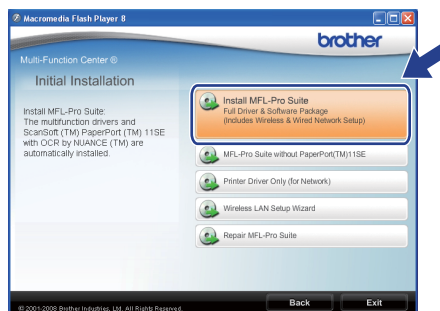 Macromedia Flash Player 8
brother
Multi-Function Center ®
Initial Installation
Install MFL-Pro Suite:
The multifunction drivers and
ScanSoft (TM) PaperPort (TM) 11SE
with OCR by NUANCE (TM) are
automatically installed.
Install MFL-Pro Suite
Full Driver & Software Package
(Includes Wireless & Wired Network Setup)
MFL-Pro Suite without PaperPort(TM)11SE
Printer Driver Only (for Network)
Wireless LAN Setup Wizard
Repair MFL-Pro Suite
© 2001-2008 Brother Industries, Ltd. All Rights Reserved.
Back
Exit